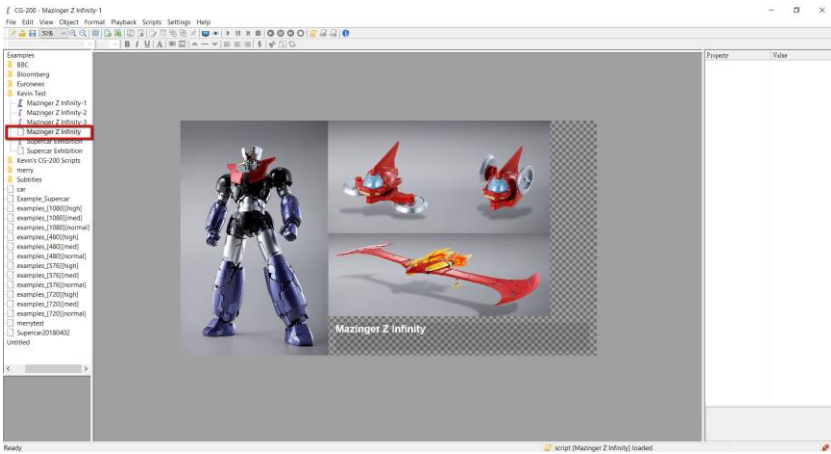 CG-200 - Mazinger Z Infinity-1
File Edit View Object Format Playback Scripts Settings Help
50%
B I U A
Examples
BBC
Bloomberg
Euronews
Kevin Test
Mazinger Z Infinity-1
Mazinger Z Infinity-2
Mazinger Z Infinity-3
Mazinger Z Infinity
Supercar Exhibition
Supercar Exhibition
Kevin's CG-200 Scripts
merry
Subtitles
car
Example_Supercar
examples_[1080][high]
examples_[1080][med]
examples_[1080][normal]
examples_[480][high]
examples_[480][med]
examples_[480][normal]
examples_[576][high]
examples_[576][med]
examples_[576][normal]
examples_[720][high]
examples_[720][med]
examples_[720][normal]
merrytest
Supercar20180402
Untitled
Mazinger Z Infinity
Property Value
Ready
script [Mazinger Z Infinity] loaded